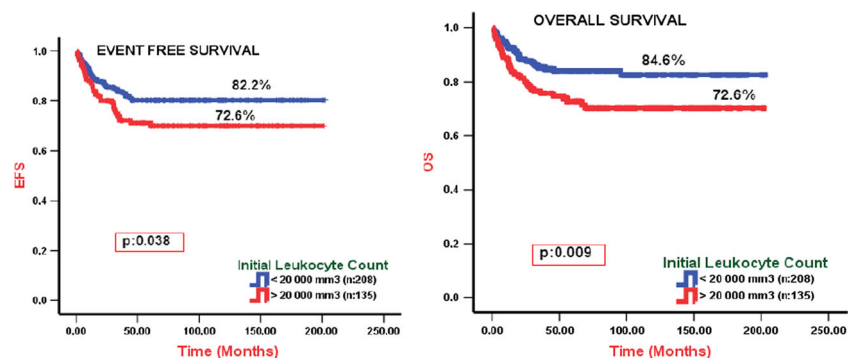 EVENT FREE SURVIVAL
1.0
0.8
0.6
0.4
0.2
0.0
EFS
82.2%
72.6%
p:0.038
Initial Leukocyte Count
< 20 000 mm3 (n:208)
> 20 000 mm3 (n:135)
0.00 50.00 100.00 150.00 200.00 250.00
Time (Months)
OVERALL SURVIVAL
1.0
0.8
0.6
0.4
0.2
0.0
OS
84.6%
72.6%
p:0.009
Initial Leukocyte Count
< 20 000 mm3 (n:208)
> 20 000 mm3 (n:135)
0.00 50.00 100.00 150.00 200.00 250.00
Time (Months)